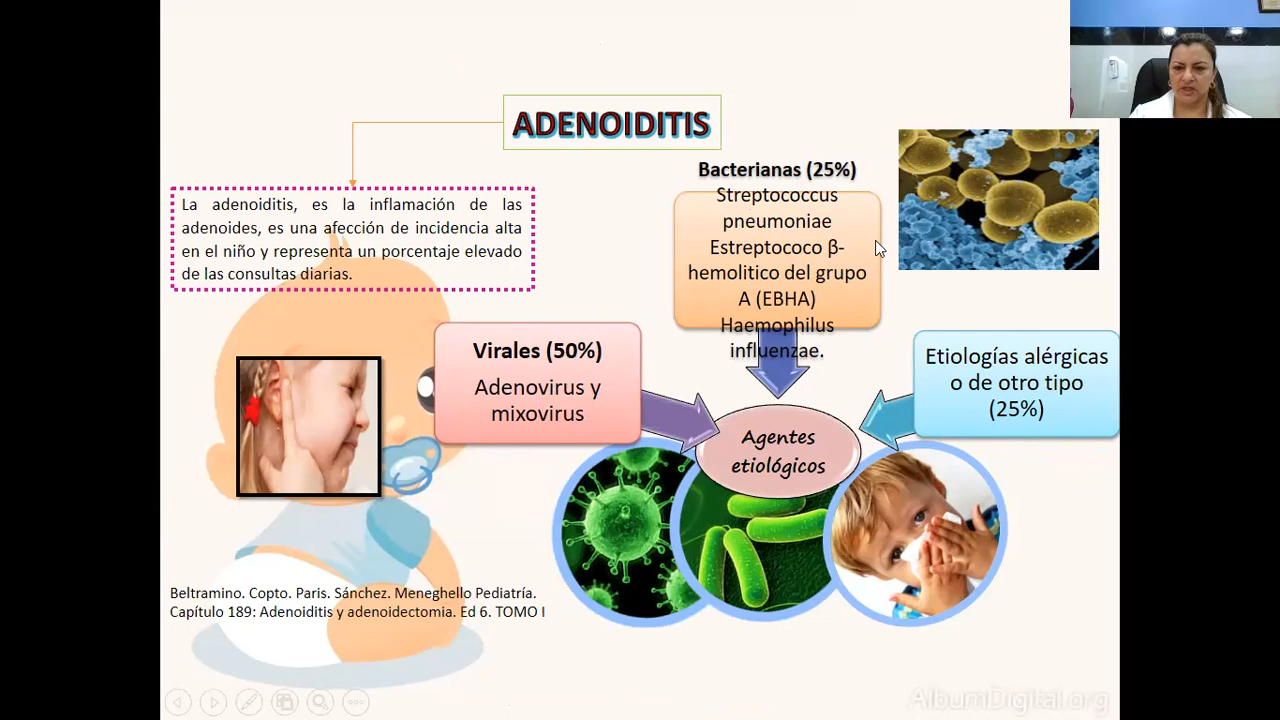 ADENOIDITIS
La adenoiditis, es la inflamación de las
adenoides, es una afección de incidencia alta
en el niño y representa un porcentaje elevado
de las consultas diarias.
Bacterianas (25%)
Streptococcus
pneumoniae
Estreptococo β-
hemolitico del grupo
A (EBHA)
Haemophilus
influenzae.
Virales (50%)
Adenovirus y
mixovirus
Etiologías alérgicas
o de otro tipo
(25%)
Agentes
etiológicos
Beltramino. Copto. Paris. Sánchez. Meneghello Pediatría.
Capítulo 189: Adenoiditis y adenoidectomia. Ed 6. TOMO I
AlbumDigital.org